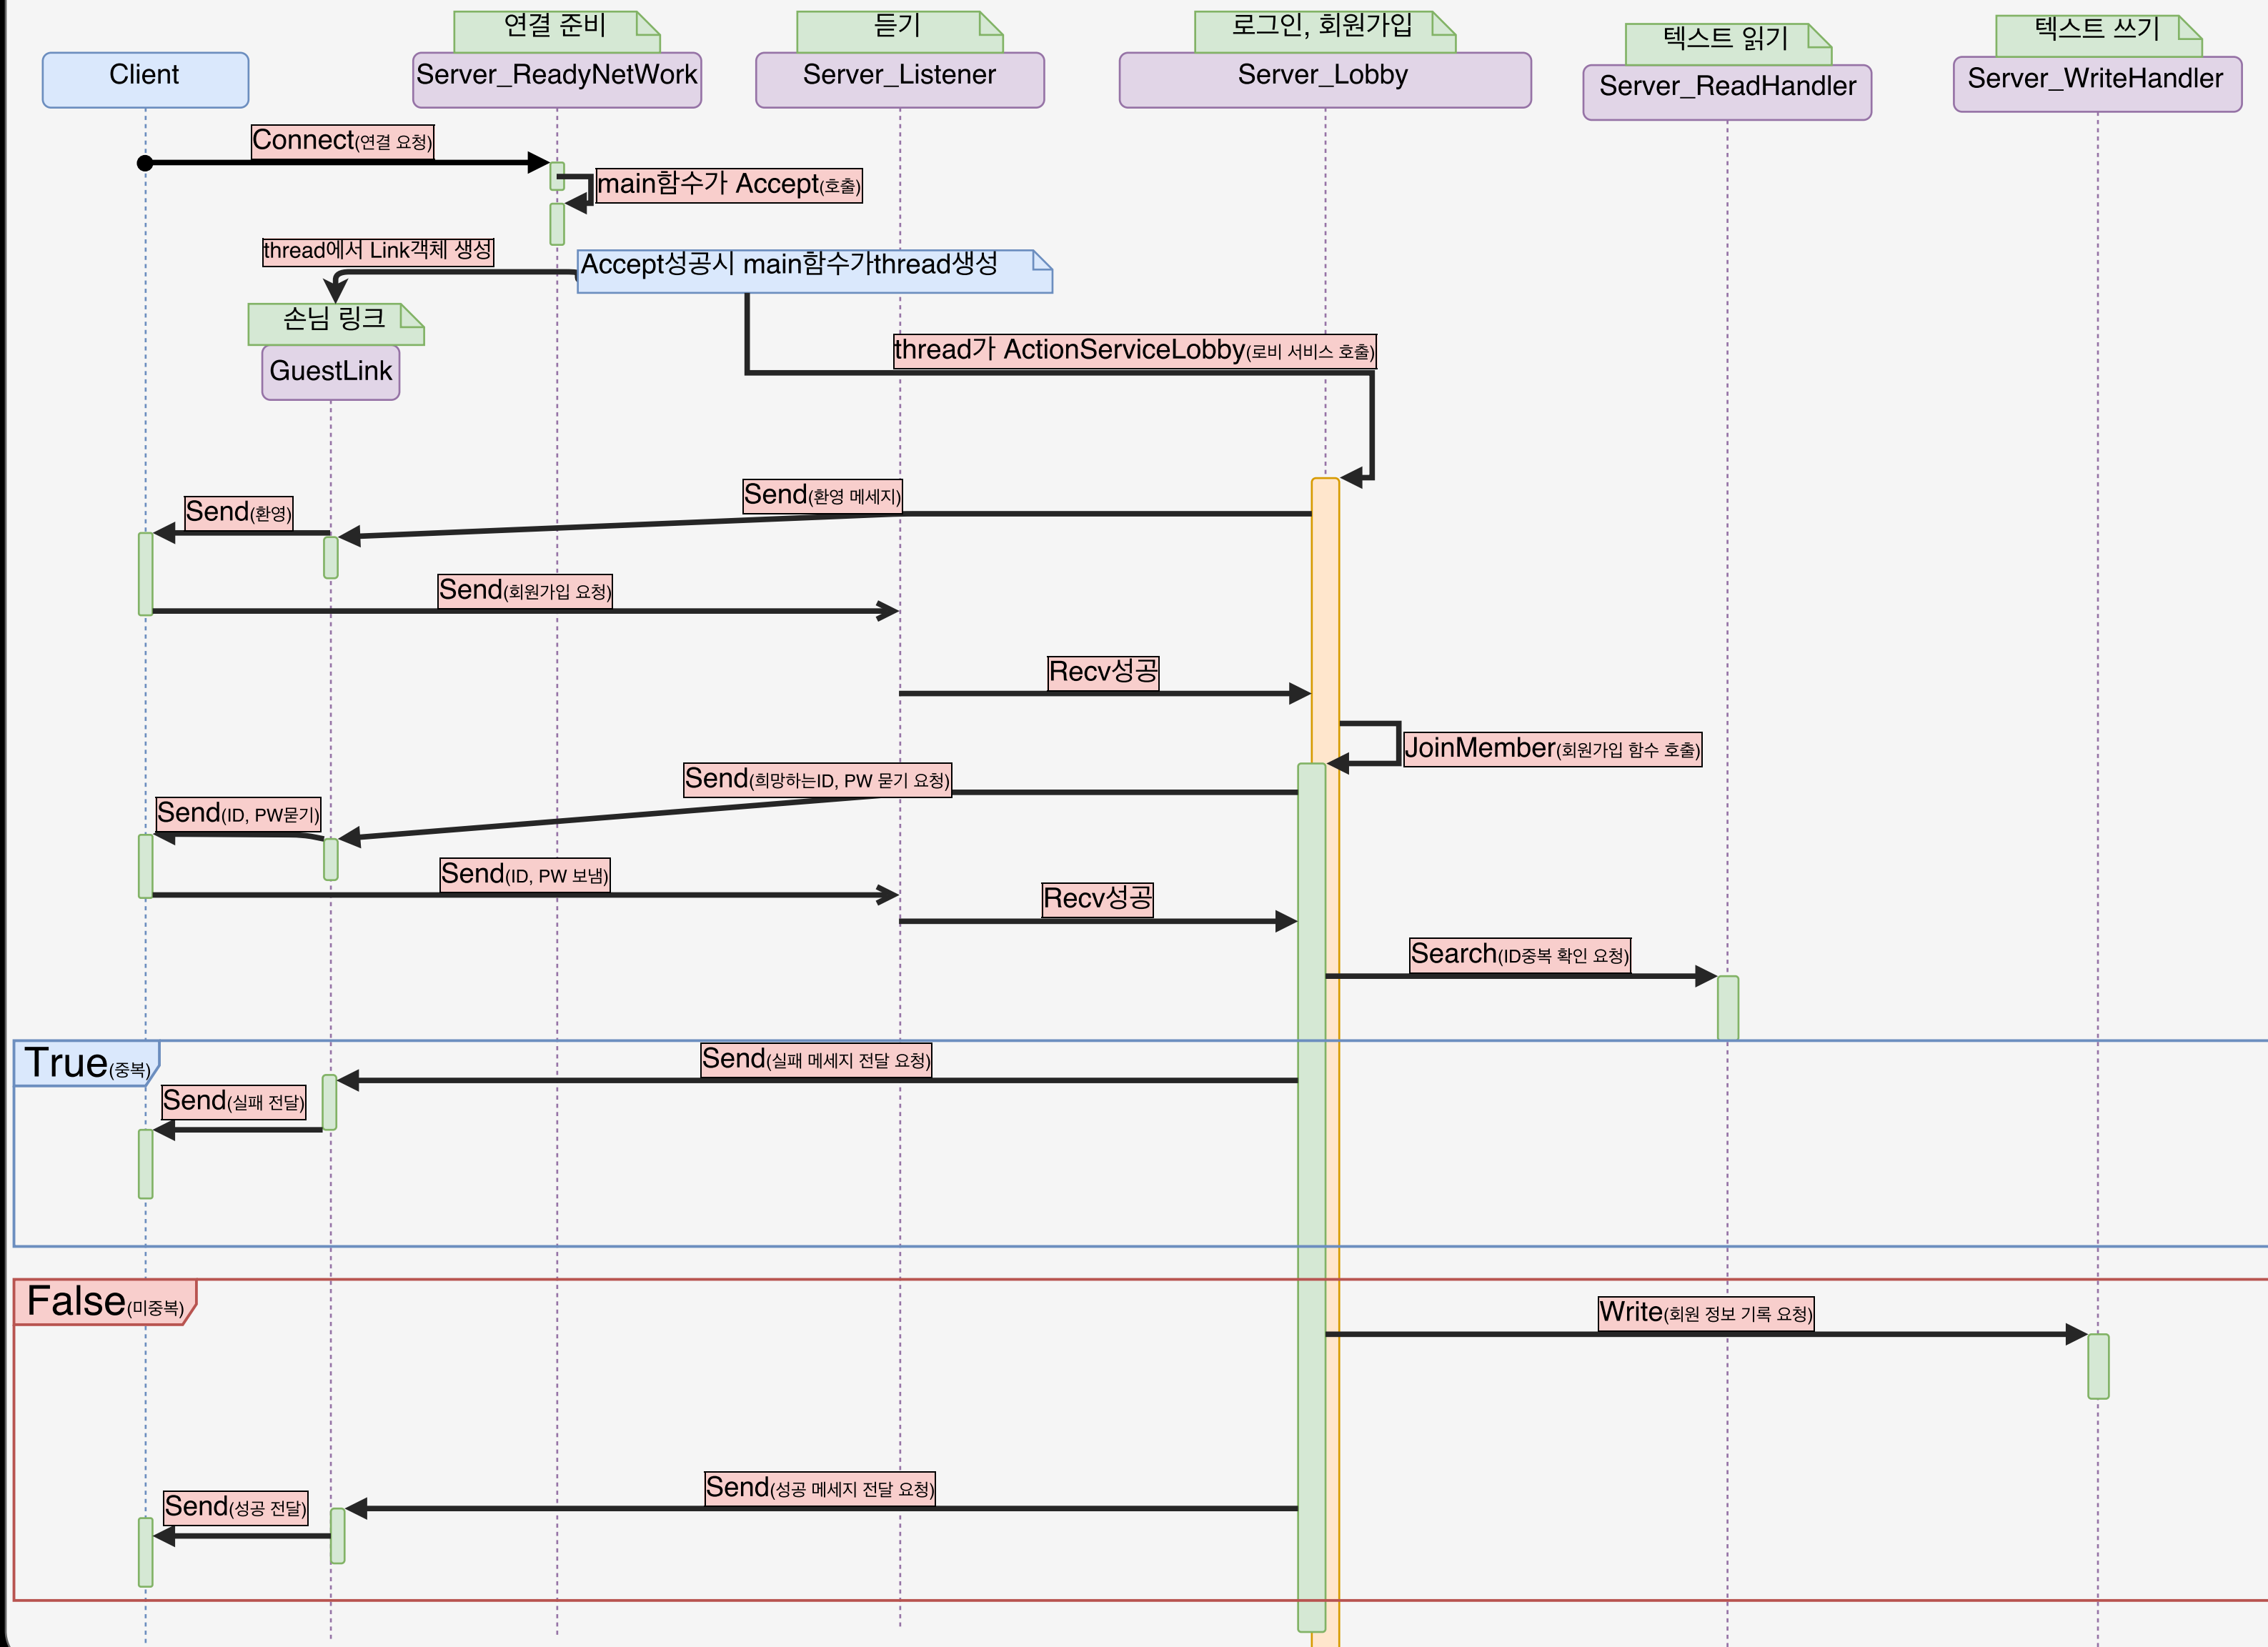 연결 준비
듣기
로그인, 회원가입
텍스트 읽기
텍스트 쓰기
Client
Server_ReadyNetWork
Server_Listener
Server_Lobby
Server_ReadHandler
Server_WriteHandler
Connect(연결 요청)
main함수가 Accept(호출)
thread에서 Link객체 생성
Accept성공시 main함수가thread생성
손님 링크
GuestLink
thread가 ActionServiceLobby(로비 서비스 호출)
Send(환영 메세지)
Send(환영)
Send(회원가입 요청)
Recv성공
JoinMember(회원가입 함수 호출)
Send(희망하는ID, PW 묻기 요청)
Send(ID, PW묻기)
Send(ID, PW 보냄)
Recv성공
Search(ID중복 확인 요청)
True(중복)
Send(실패 메세지 전달 요청)
Send(실패 전달)
False(미중복)
Write(회원 정보 기록 요청)
Send(성공 메세지 전달 요청)
Send(성공 전달)